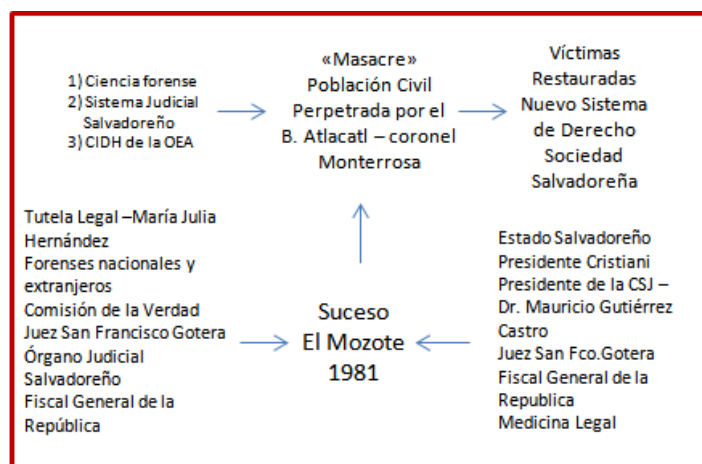 1) Ciencia forense
2) Sistema Judicial
Salvadoreño
3) CIDH de la OEA
«Masacre»
Población Civil
Perpetrada por el
B. Atlacatl – coronel
Monterrosa
Víctimas
Restauradas
Nuevo Sistema
de Derecho
Sociedad
Salvadoreña
Tutela Legal –María Julia
Hernández
Forenses nacionales y
extranjeros
Comisión de la Verdad
Juez San Francisco Gotera
Órgano Judicial
Salvadoreño
Fiscal General de la
República
Suceso
El Mozote
1981
Estado Salvadoreño
Presidente Cristiani
Presidente de la CSJ –
Dr. Mauricio Gutiérrez
Castro
Juez San Fco.Gotera
Fiscal General de la
Republica
Medicina Legal